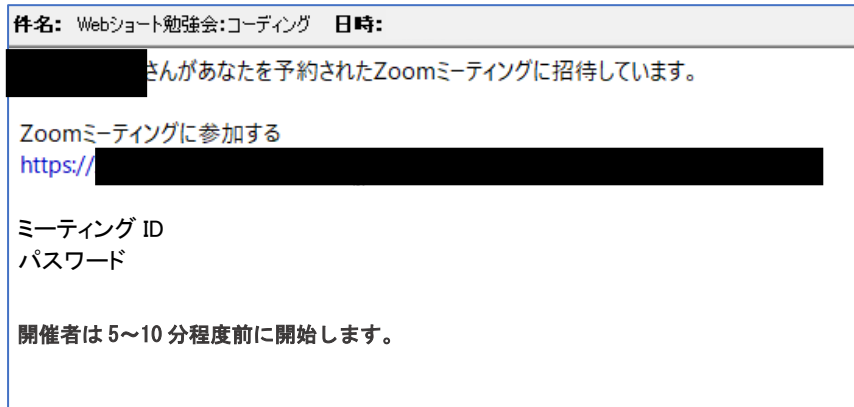 件名: Webショート勉強会:コーディング 日時:
さんがあなたを予約されたZoomミーティングに招待しています。
Zoomミーティングに参加する
https://
ミーティング ID
パスワード
開催者は 5～10 分程度前に開始します。